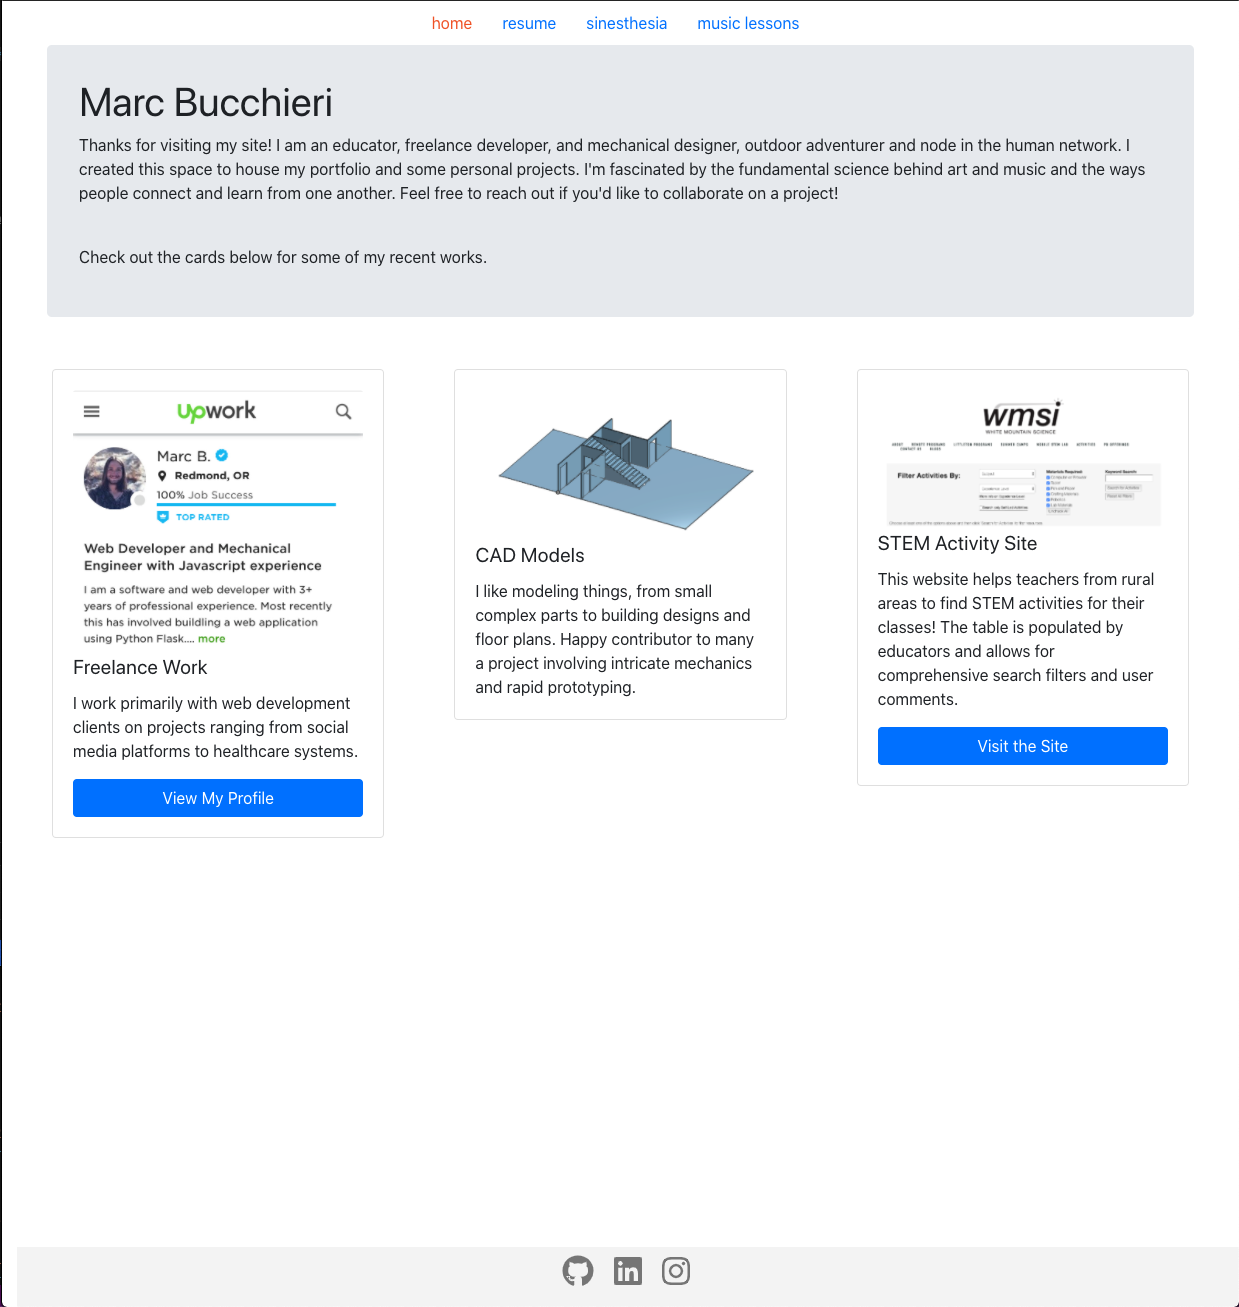 home resume sinesthesia music lessons
Marc Bucchieri
Thanks for visiting my site! I am an educator, freelance developer, and mechanical designer, outdoor adventurer and node in the human network. I
created this space to house my portfolio and some personal projects. I'm fascinated by the fundamental science behind art and music and the ways
people connect and learn from one another. Feel free to reach out if you'd like to collaborate on a project!
Check out the cards below for some of my recent works.
Upwork
Marc B.
Redmond, OR
100% Job Success
TOP RATED
Web Developer and Mechanical
Engineer with Javascript experience
I am a software and web developer with 3+
years of professional experience. Most recently
this has involved buildling a web application
using Python Flask.... more
Freelance Work
I work primarily with web development
clients on projects ranging from social
media platforms to healthcare systems.
View My Profile
CAD Models
I like modeling things, from small
complex parts to building designs and
floor plans. Happy contributor to many
a project involving intricate mechanics
and rapid prototyping.
wmsi
WHITE MOUNTAIN SCIENCE
Filter Activities By:
Materials Required:
Keyword Search:
STEM Activity Site
This website helps teachers from rural
areas to find STEM activities for their
classes! The table is populated by
educators and allows for
comprehensive search filters and user
comments.
Visit the Site
in